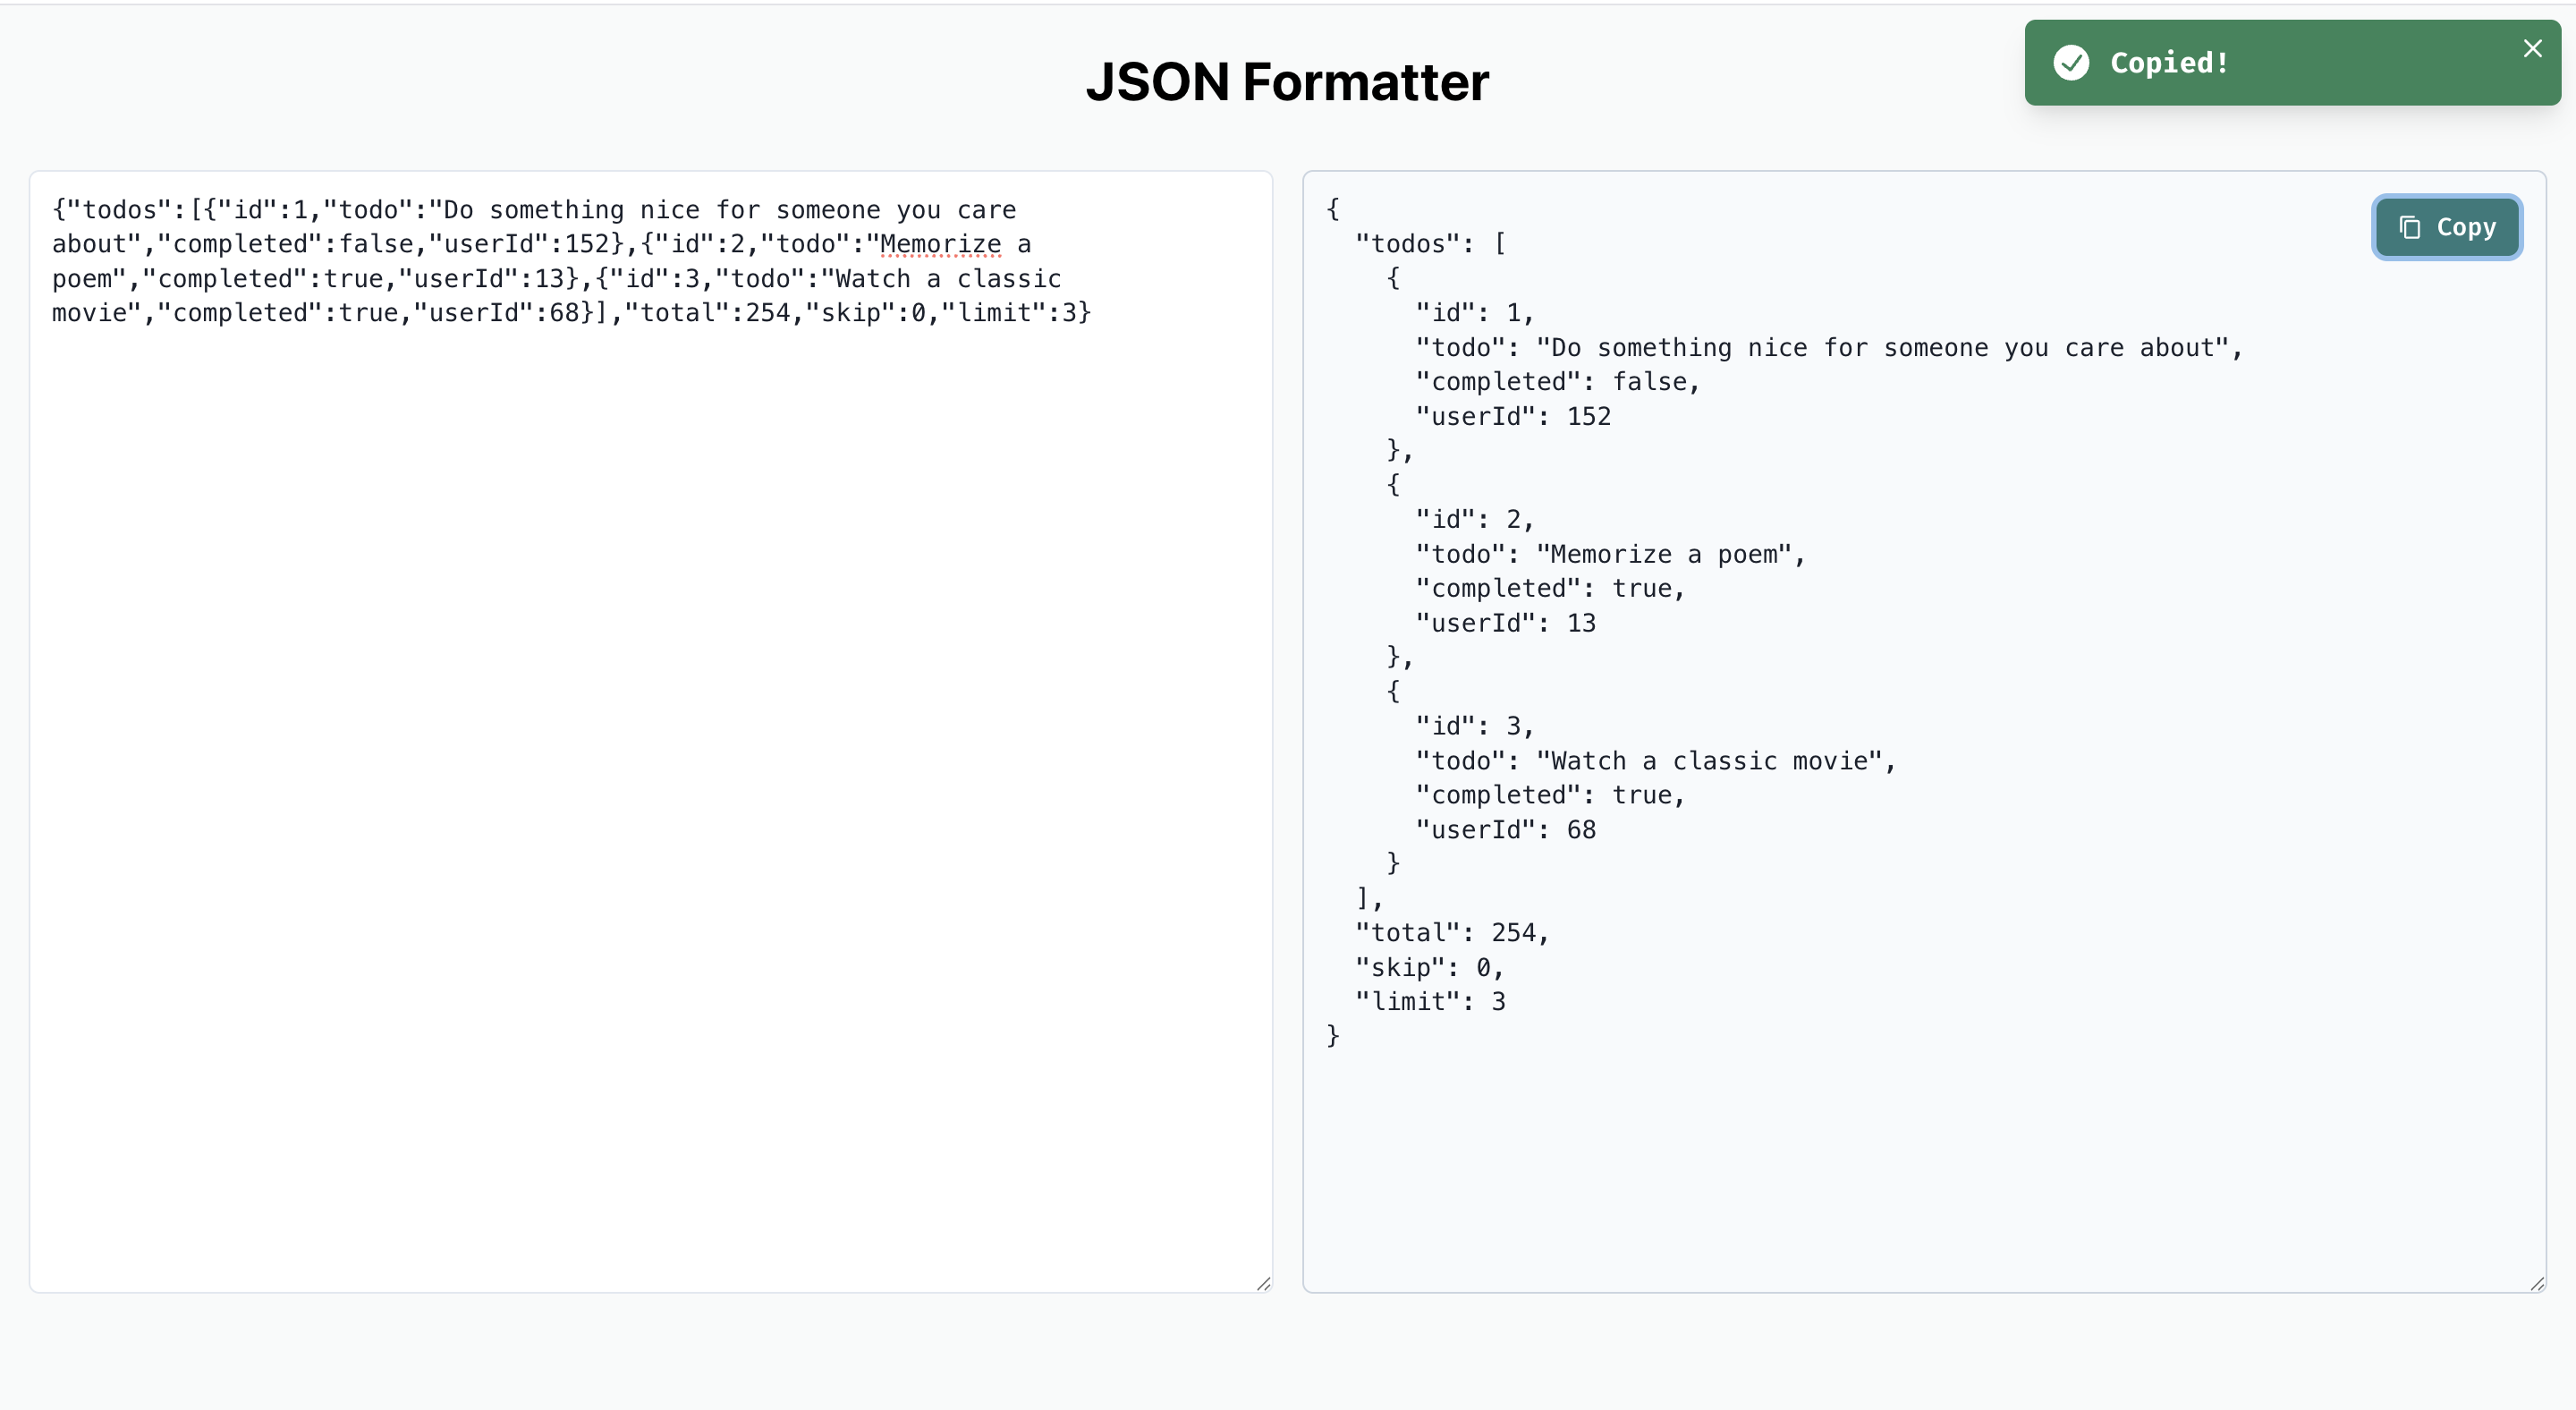 JSON Formatter
Copied!
{"todos":[{"id":1,"todo":"Do something nice for someone you care
about","completed":false,"userId":152},{"id":2,"todo":"Memorize a
poem","completed":true,"userId":13},{"id":3,"todo":"Watch a classic
movie","completed":true,"userId":68}],"total":254,"skip":0,"limit":3}
Copy
{
  "todos": [
    {
      "id": 1,
      "todo": "Do something nice for someone you care about",
      "completed": false,
      "userId": 152
    },
    {
      "id": 2,
      "todo": "Memorize a poem",
      "completed": true,
      "userId": 13
    },
    {
      "id": 3,
      "todo": "Watch a classic movie",
      "completed": true,
      "userId": 68
    }
  ],
  "total": 254,
  "skip": 0,
  "limit": 3
}